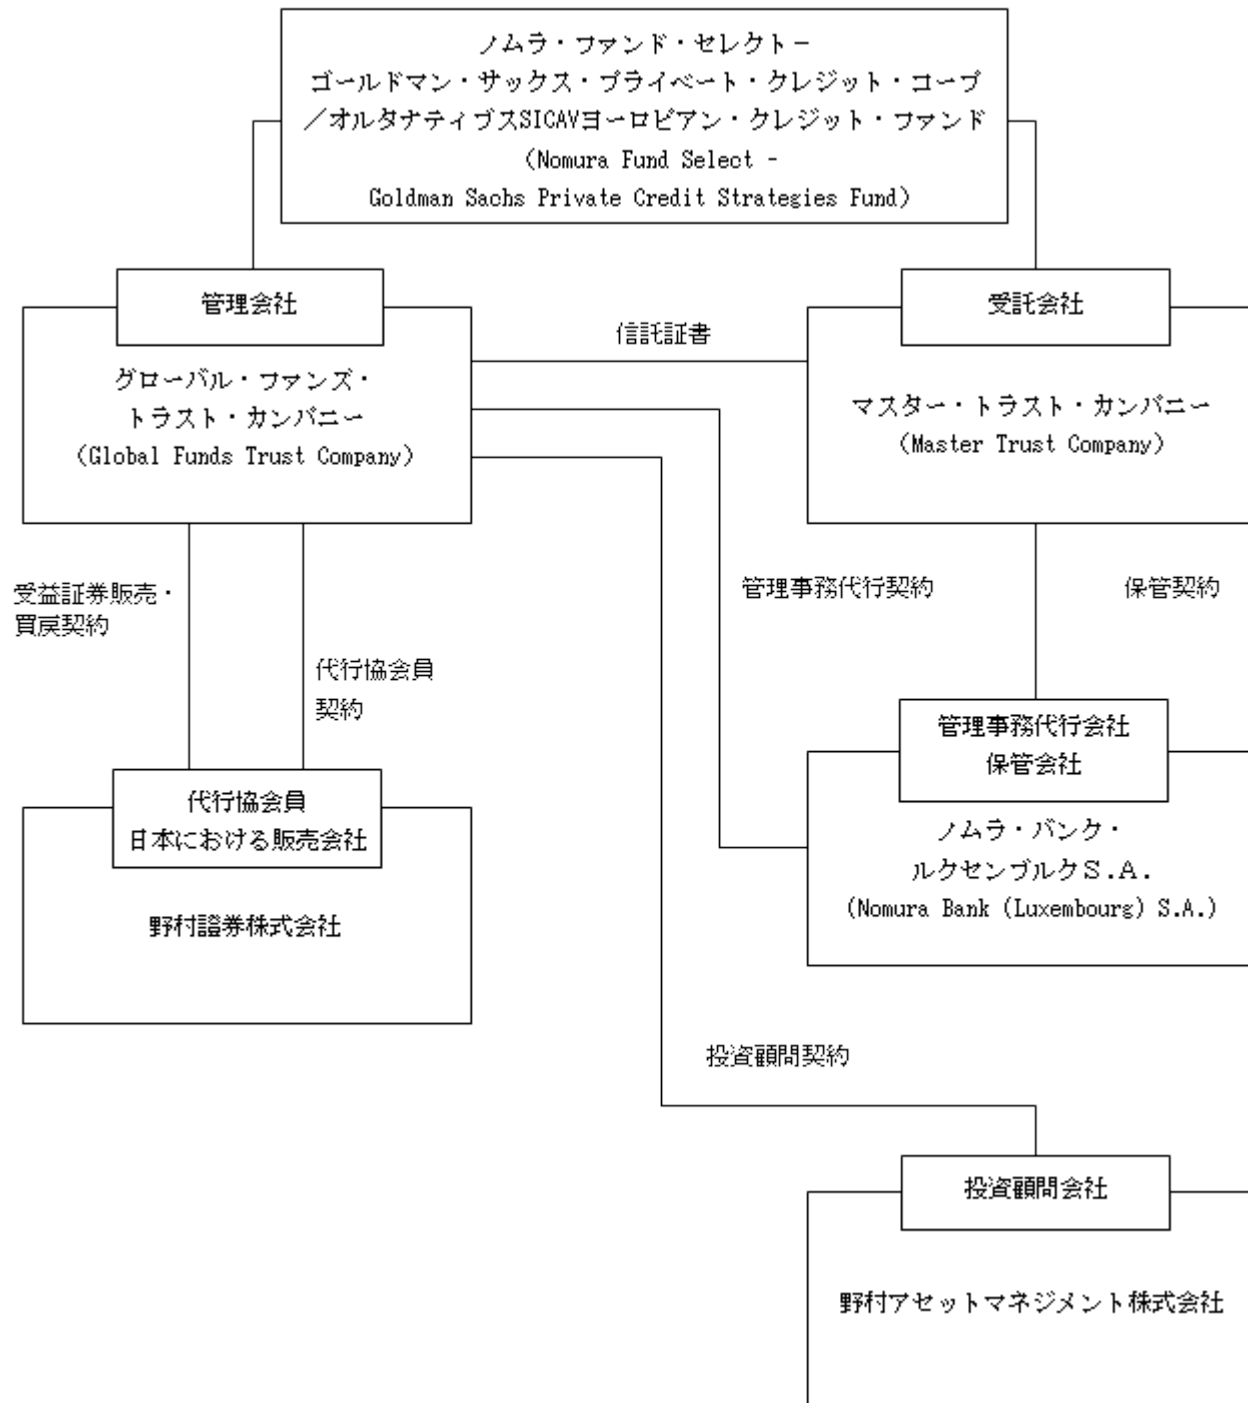 ノムラ・ファンド・セレクト－
ゴールドマン・サックス・プライベート・クレジット・コープ
／オルタナティブスSICAVヨーロピアン・クレジット・ファンド
(Nomura Fund Select -
Goldman Sachs Private Credit Strategies Fund)
管理会社
グローバル・ファンズ・
トラスト・カンパニー
(Global Funds Trust Company)
信託証書
受託会社
マスター・トラスト・カンパニー
(Master Trust Company)
受益証券販売・
買戻契約
代行協会員
契約
管理事務代行契約
保管契約
代行協会員
日本における販売会社
野村證券株式会社
管理事務代行会社
保管会社
ノムラ・バンク・
ルクセンブルクＳ.Ａ.
(Nomura Bank (Luxembourg) S.A.)
投資顧問契約
投資顧問会社
野村アセットマネジメント株式会社